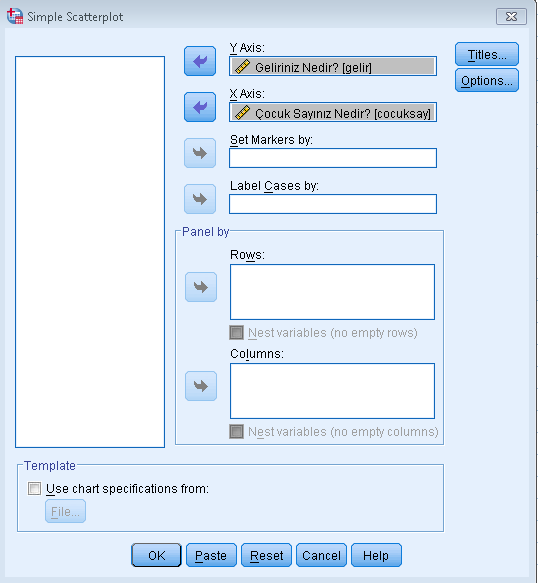 Simple Scatterplot
Y Axis:
Geliriniz Nedir? [gelir]
X Axis:
Çocuk Sayınız Nedir? [cocuksay]
Set Markers by:
Label Cases by:
Titles...
Options...
Panel by
Rows:
Nest variables (no empty rows)
Columns:
Nest variables (no empty columns)
Template
Use chart specifications from:
File...
OK Paste Reset Cancel Help